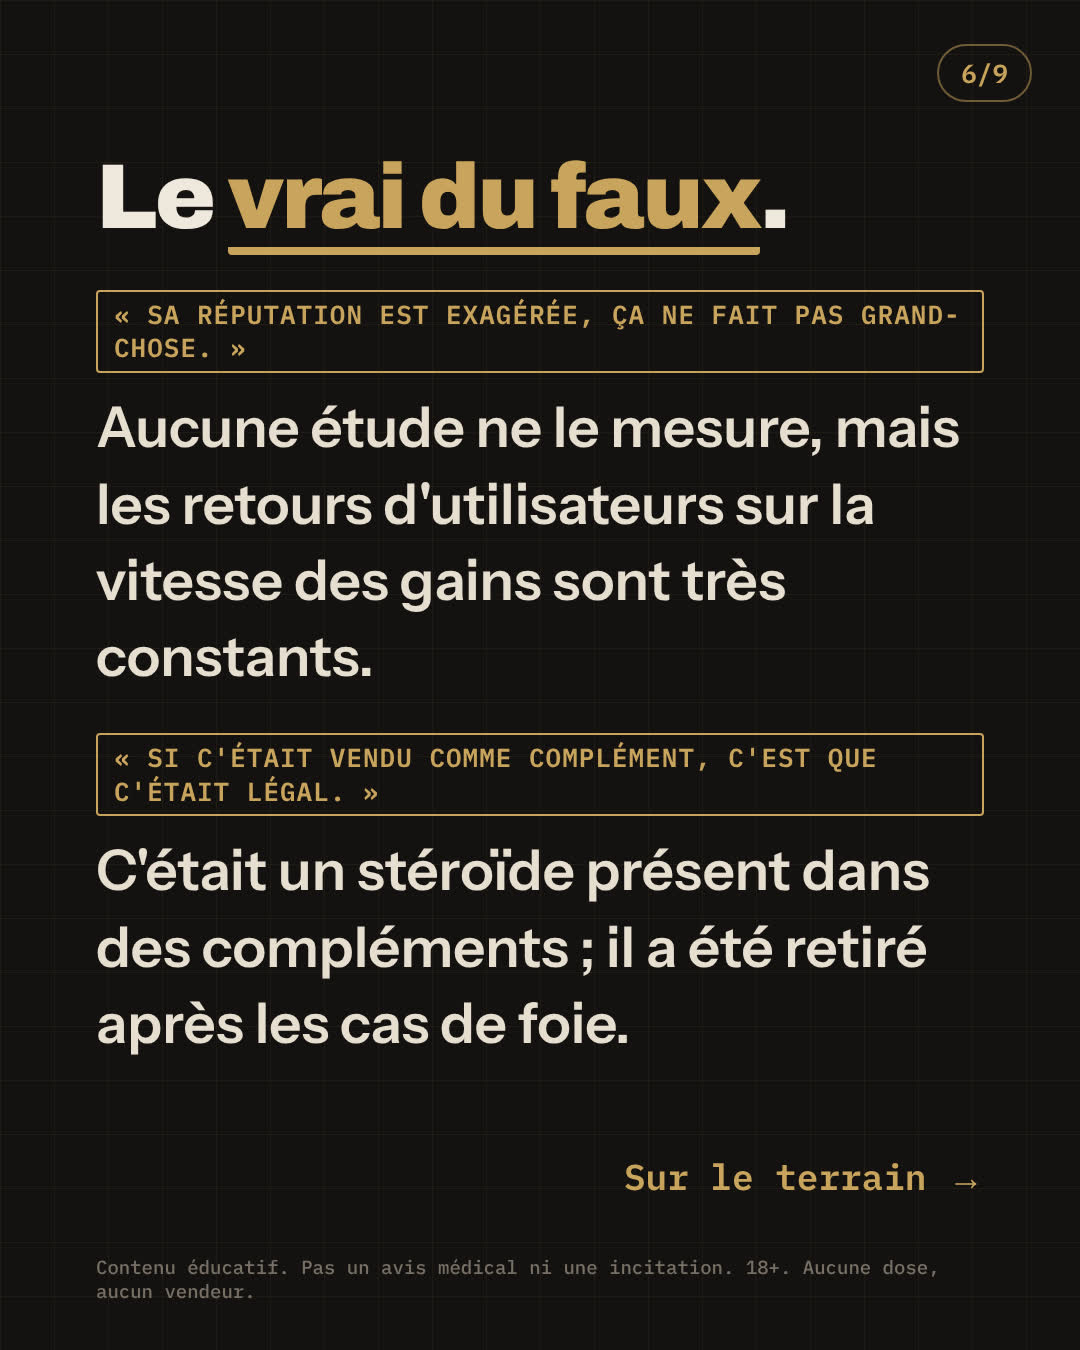 6/9
Le vrai du faux.
« SA RÉPUTATION EST EXAGÉRÉE, ÇA NE FAIT PAS GRAND-
CHOSE. »
Aucune étude ne le mesure, mais
les retours d'utilisateurs sur la
vitesse des gains sont très
constants.
« SI C'ÉTAIT VENDU COMME COMPLÉMENT, C'EST QUE
C'ÉTAIT LÉGAL. »
C'était un stéroïde présent dans
des compléments ; il a été retiré
après les cas de foie.
Sur le terrain →
Contenu éducatif. Pas un avis médical ni une incitation. 18+. Aucune dose,
aucun vendeur.